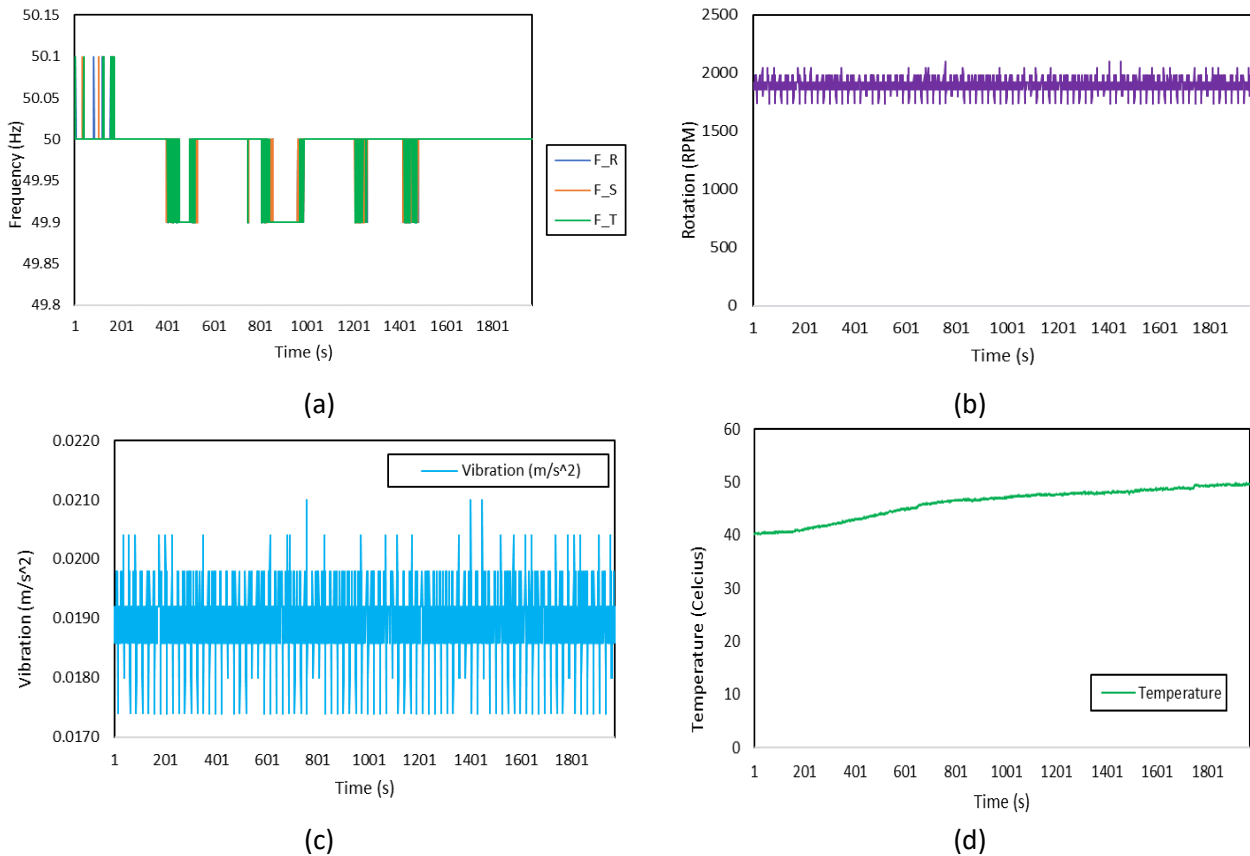 50.1
50.05
50
49.95
49.9
49.85
49.8
Frequency (Hz)
1 201 401 601 801 1001 1201 1401 1601 1801
Time (s)
F_R
F_S
F_T
(a)
2500
2000
1500
1000
500
0
Rotation (RPM)
1 201 401 601 801 1001 1201 1401 1601 1801
Time (s)
(b)
0.0220
0.0210
0.0200
0.0190
0.0180
0.0170
Vibration (m/s^2)
Vibration (m/s^2)
1 201 401 601 801 1001 1201 1401 1601 1801
Time (s)
(c)
60
50
40
30
20
10
0
Temperature (Celcius)
Temperature
1 201 401 601 801 1001 1201 1401 1601 1801
Time (s)
(d)